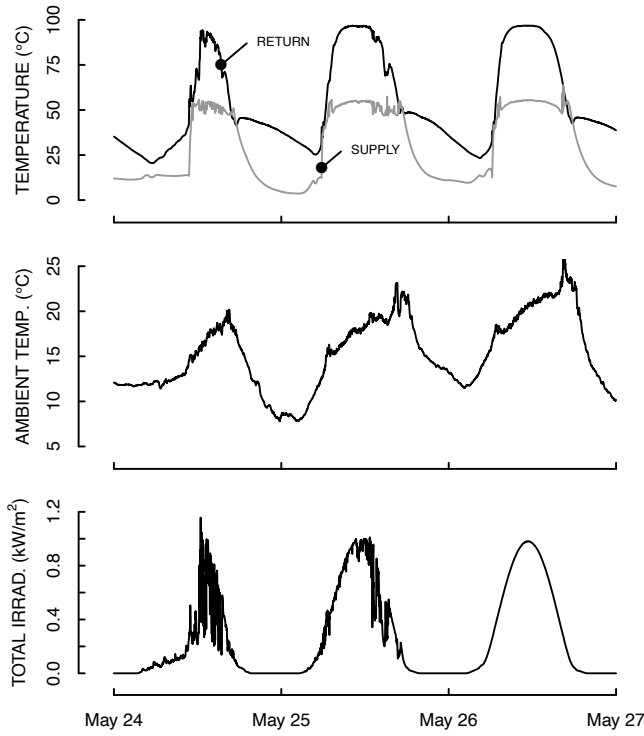 TEMPERATURE (°C)
100
75
50
25
0
RETURN
SUPPLY
AMBIENT TEMP. (°C)
25
20
15
10
5
TOTAL IRRAD. (kW/m²)
1.2
0.8
0.4
0.0
May 24
May 25
May 26
May 27